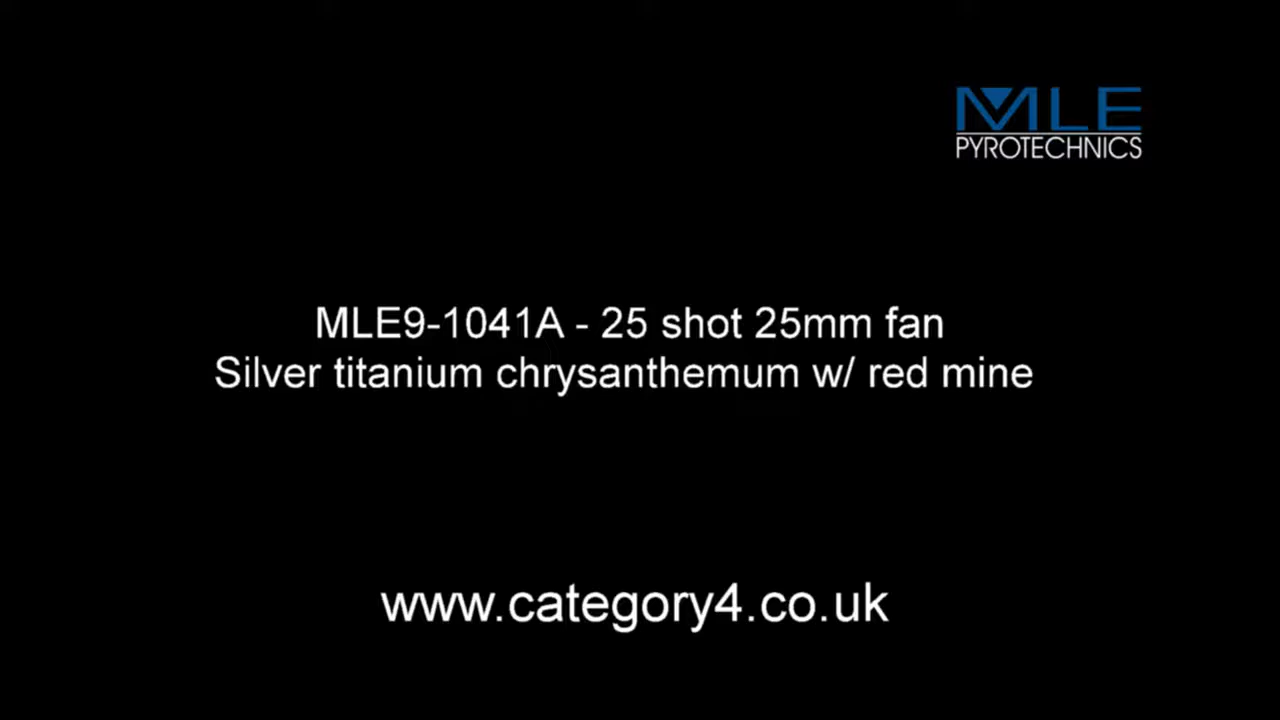 MLE
PYROTECHNICS
MLE9-1041A - 25 shot 25mm fan
Silver titanium chrysanthemum w/ red mine
www.category4.co.uk